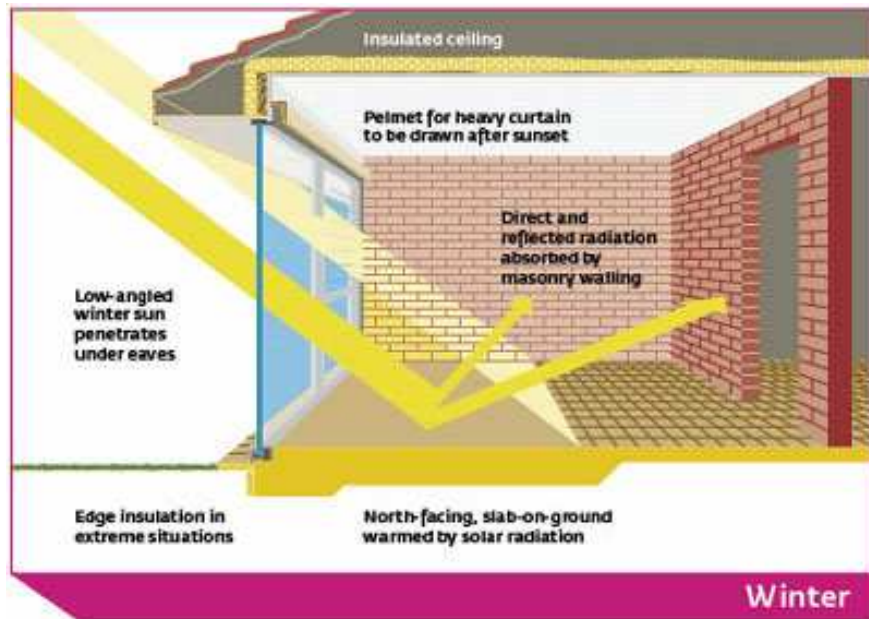 Insulated ceiling
Pelmet for heavy curtain
to be drawn after sunset
Direct and
reflected radiation
absorbed by
masonry walling
Low-angled
winter sun
penetrates
under eaves
Edge insulation in
extreme situations
North-facing, slab-on-ground
warmed by solar radiation
Winter